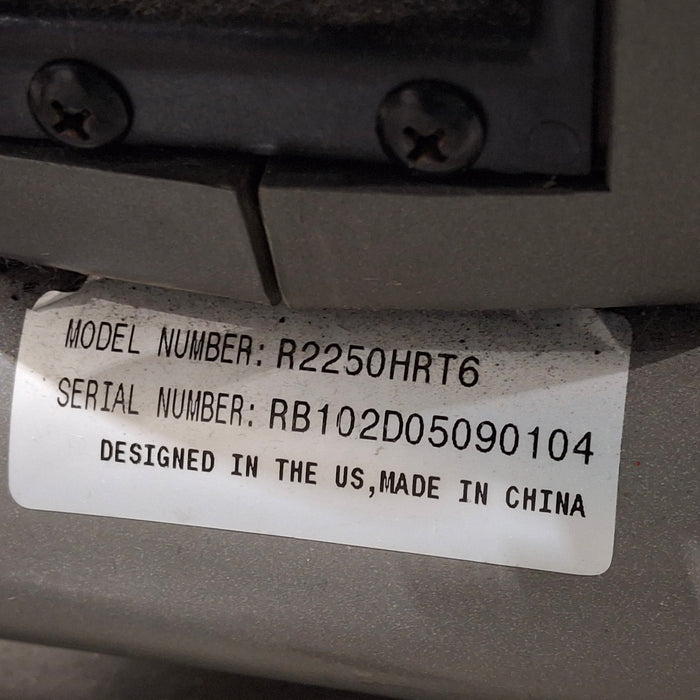 MODEL NUMBER: R2250HRT6
SERIAL NUMBER: RB102D05090104
DESIGNED IN THE US,MADE IN CHINA